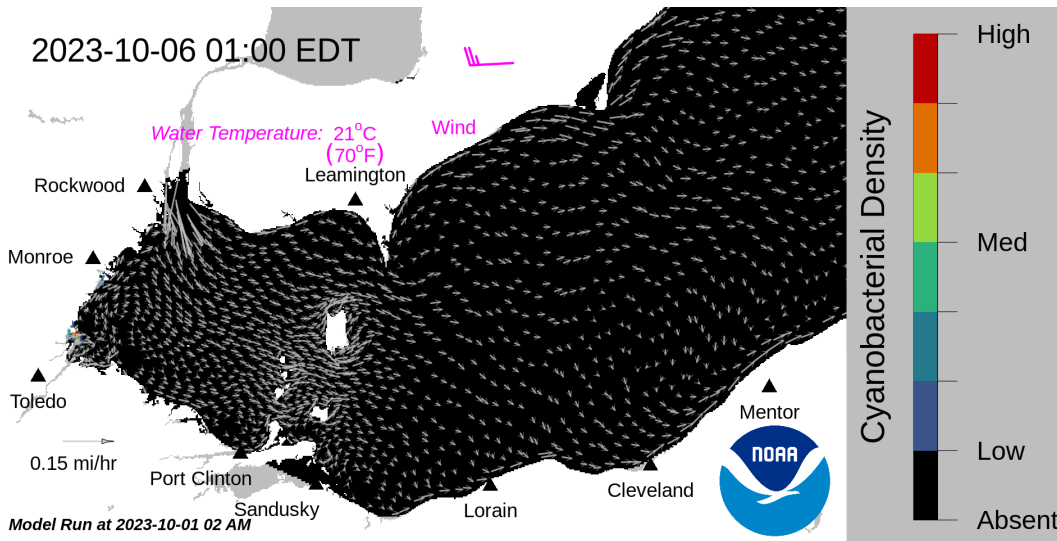 2023-10-06 01:00 EDT
High
Wind
Water Temperature: 21°C
(70°F)
Leamington
Rockwood
Monroe
Med
Cyanobacterial Density
Toledo
Mentor
0.15 mi/hr
NOAA
Low
Port Clinton
Cleveland
Sandusky
Lorain
Model Run at 2023-10-01 02 AM
Absent